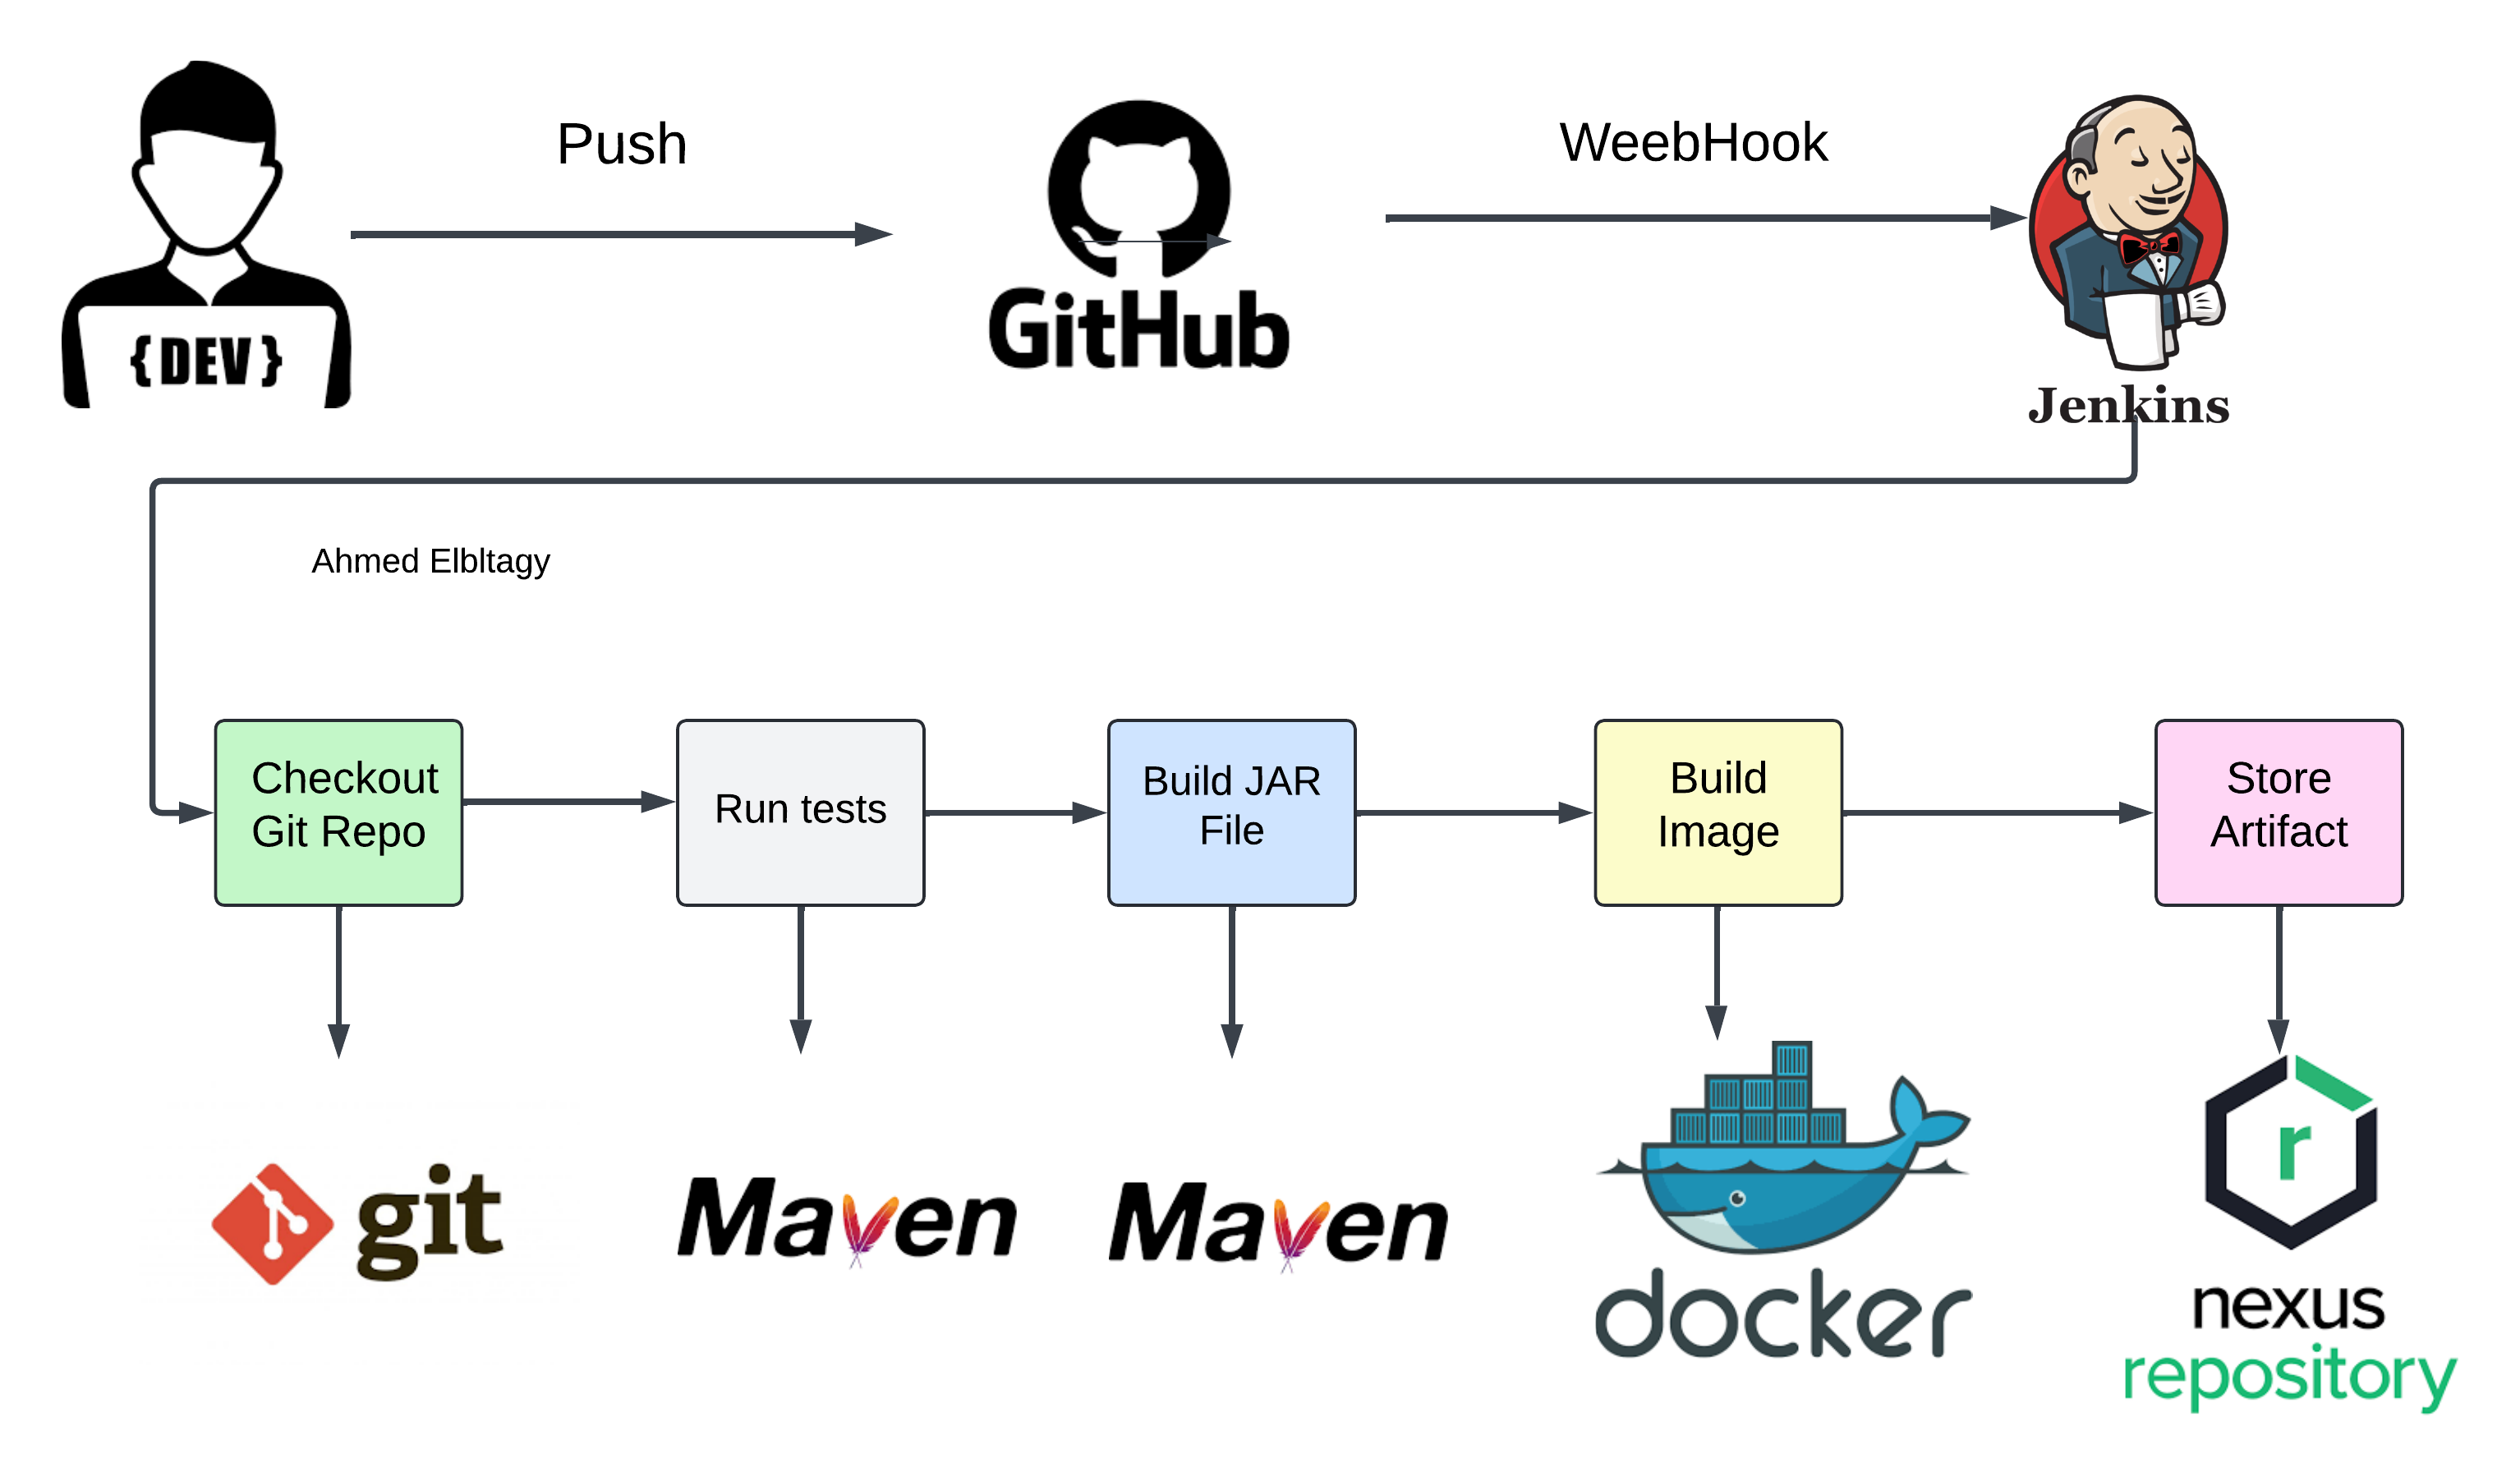 Push
WeebHook
{DEV}
GitHub
Jenkins
Ahmed Elbltagy
Checkout
Git Repo
Run tests
Build JAR
File
Build
Image
Store
Artifact
git
Maven
Maven
docker
r
nexus
repository